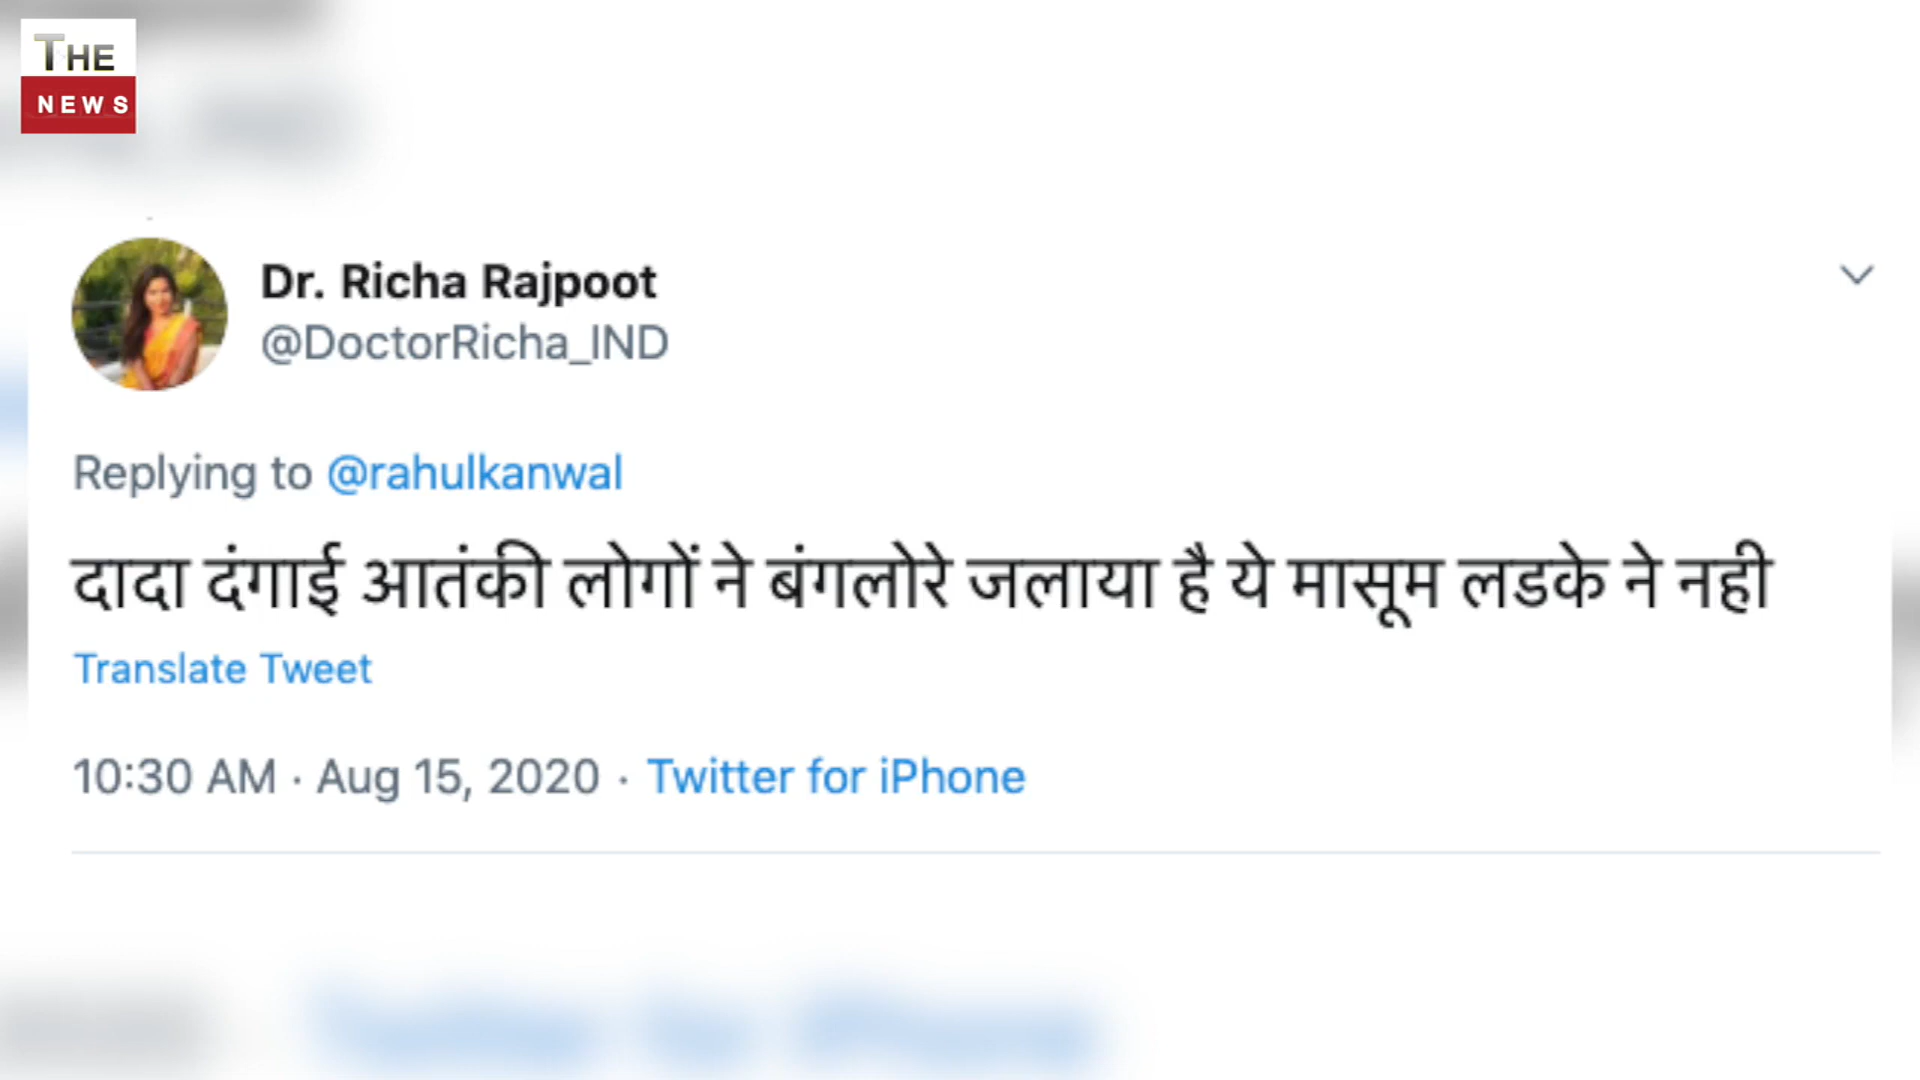 THE
NEWS
Dr. Richa Rajpoot
@DoctorRicha_IND
Replying to @rahulkanwal
दादा दंगाई आतंकी लोगों ने बंगलोरे जलाया है ये मासूम लडके ने नही
Translate Tweet
10:30 AM · Aug 15, 2020 · Twitter for iPhone